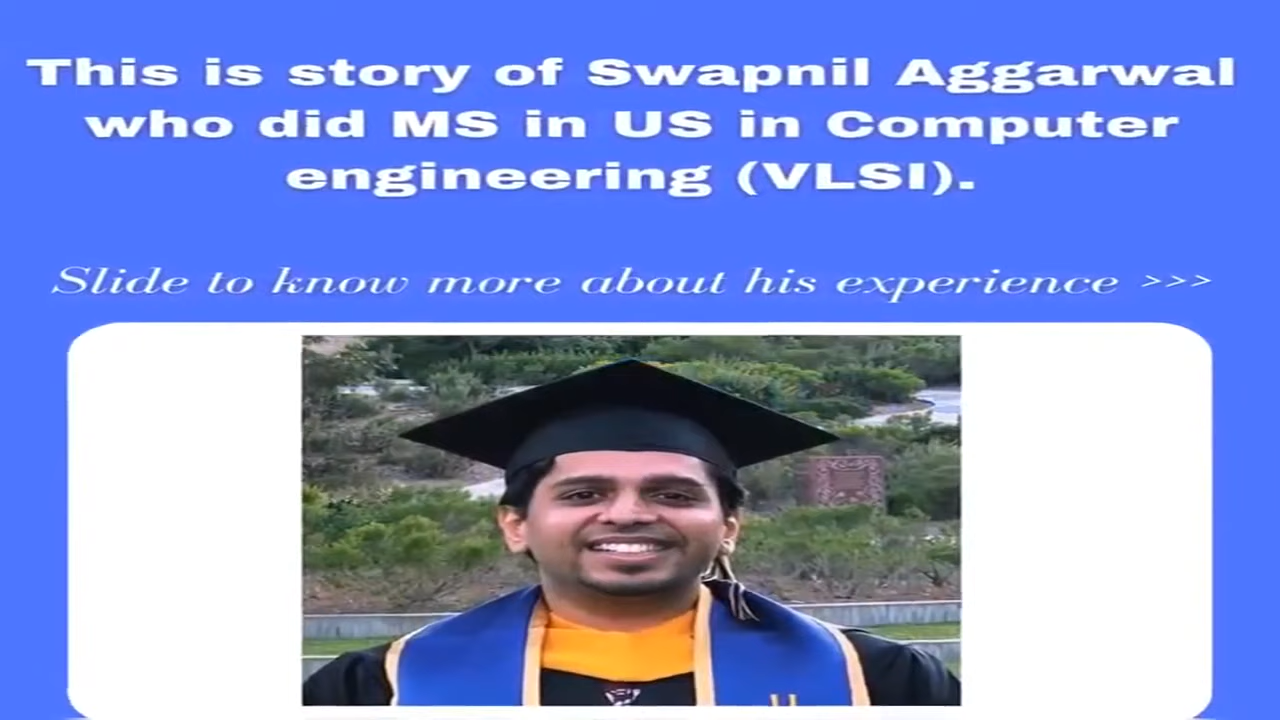 This is story of Swapnil Aggarwal
who did MS in US in Computer
engineering (VLSI).
Slide to know more about his experience >>>